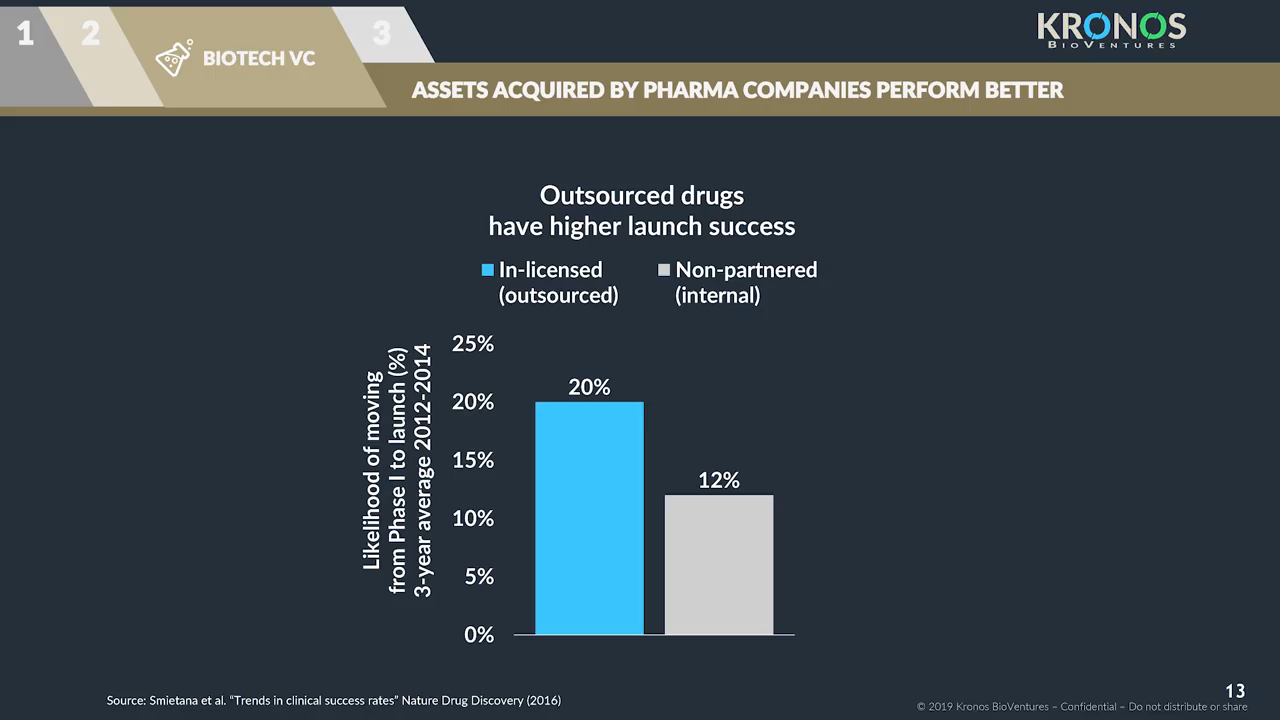 1
2
BIOTECH VC
3
KRONOS
BIOVENTURES
ASSETS ACQUIRED BY PHARMA COMPANIES PERFORM BETTER
Outsourced drugs
have higher launch success
In-licensed
(outsourced)
Non-partnered
(internal)
Likelihood of moving
from Phase I to launch (%)
3-year average 2012-2014
25%
20%
15%
10%
5%
0%
20%
12%
Source: Smietana et al. “Trends in clinical success rates” Nature Drug Discovery (2016)
13
© 2019 Kronos BioVentures – Confidential – Do not distribute or share